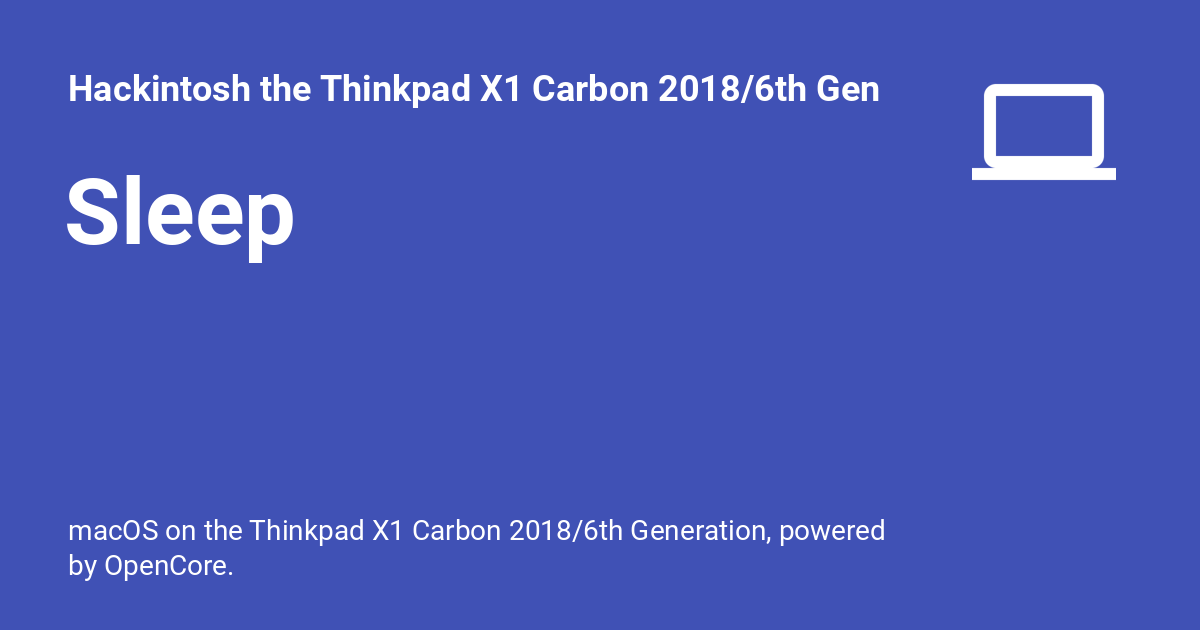 Hackintosh the Thinkpad X1 Carbon 2018/6th Gen
Sleep
macOS on the Thinkpad X1 Carbon 2018/6th Generation, powered
by OpenCore.